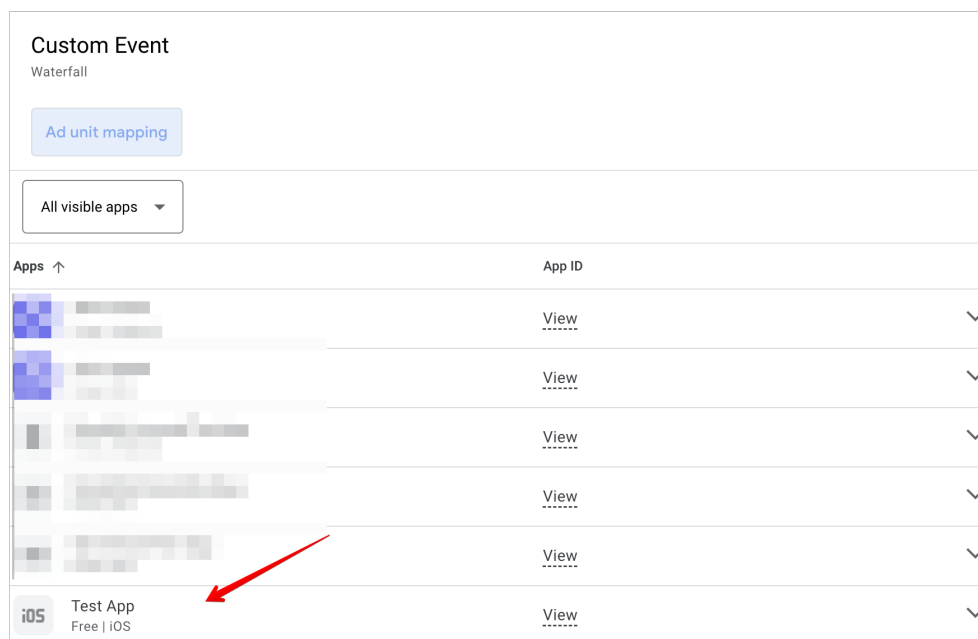 Custom Event
Waterfall
Ad unit mapping
All visible apps
Apps
App ID
View
View
View
View
View
iOS
Test App
Free | iOS
View